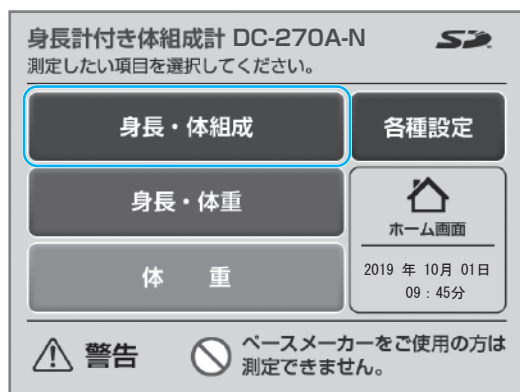 身長計付き体組成計 DC-270A-N
SD
測定したい項目を選択してください。
身長・体組成
各種設定
身長・体重
ホーム画面
体 重
2019 年 10月 01日
09 : 45分
警告
ペースメーカーをご使用の方は
測定できません。